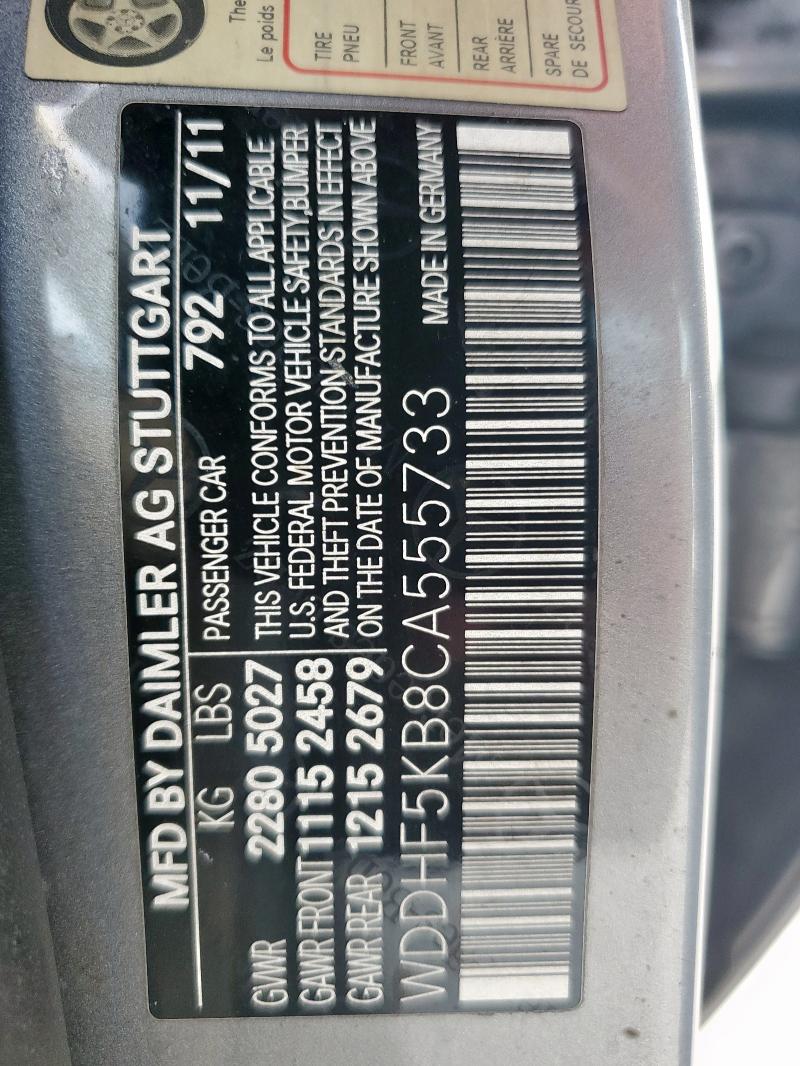 MFD BY DAIMLER AG STUTTGART
KG LBS PASSENGER CAR 792 11/11
GVWR 2280 5027
GAWR FRONT 1115 2458
GAWR REAR 1215 2679
THIS VEHICLE CONFORMS TO ALL APPLICABLE
U.S. FEDERAL MOTOR VEHICLE SAFETY, BUMPER
AND THEFT PREVENTION STANDARDS IN EFFECT
ON THE DATE OF MANUFACTURE SHOWN ABOVE
WDDHF5KB8CA555733 MADE IN GERMANY
The
Le poids
TIRE
PNEU
FRONT
AVANT
REAR
ARRIÈRE
SPARE
DE SECOUR